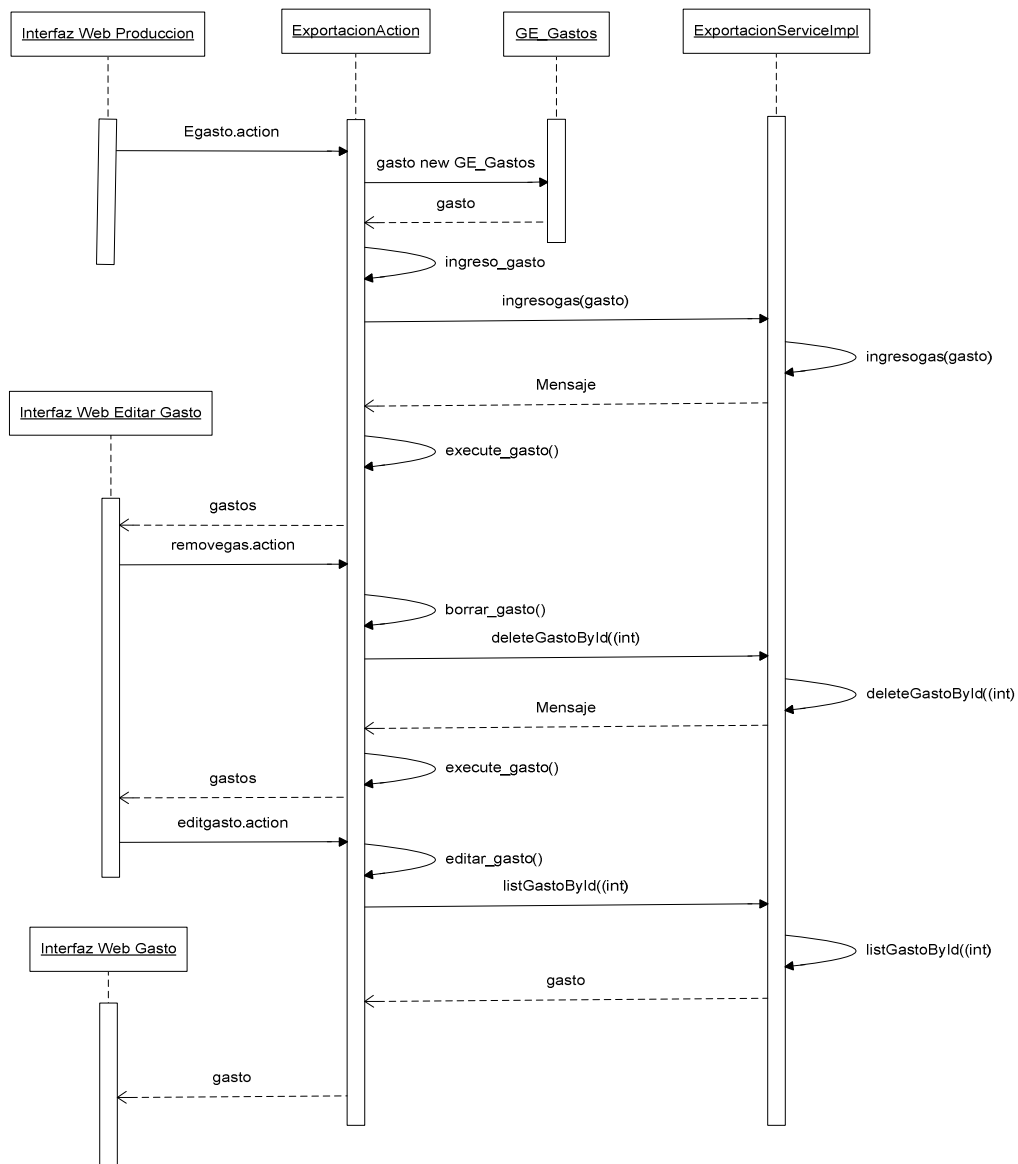 Interfaz Web Produccion
ExportacionAction
GE_Gastos
ExportacionServiceImpl
Egasto.action
gasto new GE_Gastos
gasto
ingreso_gasto
ingresogas(gasto)
ingresogas(gasto)
Mensaje
Interfaz Web Editar Gasto
execute_gasto()
gastos
removegas.action
borrar_gasto()
deleteGastoById((int)
deleteGastoById((int)
Mensaje
execute_gasto()
gastos
editgasto.action
editar_gasto()
listGastoById((int)
Interfaz Web Gasto
listGastoById((int)
gasto
gasto